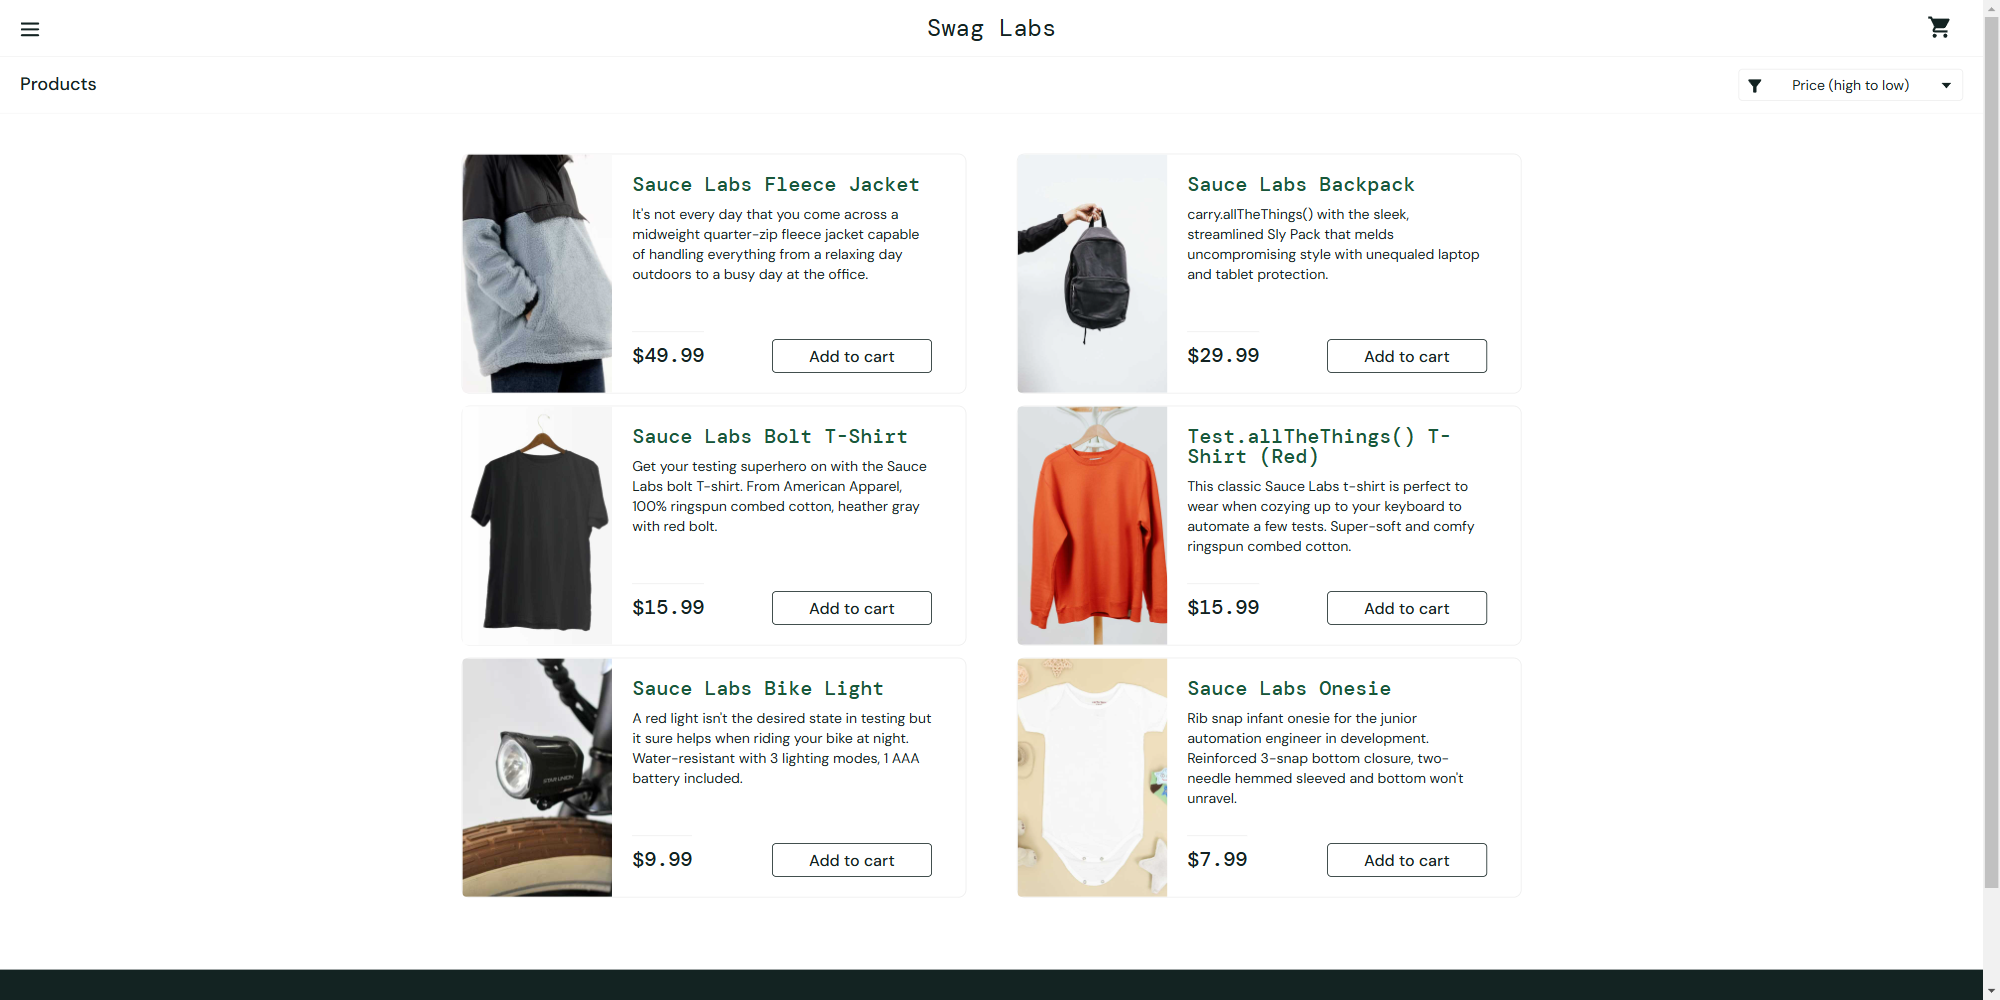 Swag Labs
Products
Price (high to low)
Sauce Labs Fleece Jacket
It's not every day that you come across a
midweight quarter-zip fleece jacket capable
of handling everything from a relaxing day
outdoors to a busy day at the office.
$49.99
Add to cart
Sauce Labs Backpack
carry.allTheThings() with the sleek,
streamlined Sly Pack that melds
uncompromising style with unequaled laptop
and tablet protection.
$29.99
Add to cart
Sauce Labs Bolt T-Shirt
Get your testing superhero on with the Sauce
Labs bolt T-shirt. From American Apparel,
100% ringspun combed cotton, heather gray
with red bolt.
$15.99
Add to cart
Test.allTheThings() T-
Shirt (Red)
This classic Sauce Labs t-shirt is perfect to
wear when cozying up to your keyboard to
automate a few tests. Super-soft and comfy
ringspun combed cotton.
$15.99
Add to cart
Sauce Labs Bike Light
A red light isn't the desired state in testing but
it sure helps when riding your bike at night.
Water-resistant with 3 lighting modes, 1 AAA
battery included.
$9.99
Add to cart
Sauce Labs Onesie
Rib snap infant onesie for the junior
automation engineer in development.
Reinforced 3-snap bottom closure, two-
needle hemmed sleeved and bottom won't
unravel.
$7.99
Add to cart